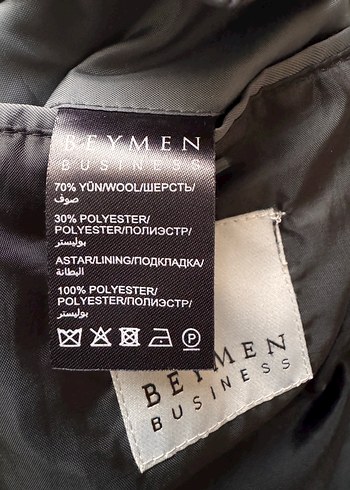 BEYMEN
BUSINESS
70% YÜN/WOOL/ШЕРСТЬ/
صوف/
30% POLYESTER/
POLYESTER/ПОЛИЭСТР/
بوليستر/
ASTAR/LINING/ПОДКЛАДКА/
البطانة/
100% POLYESTER/
POLYESTER/ПОЛИЭСТР/
بوليستر/
P
BEYMEN
BUSINESS